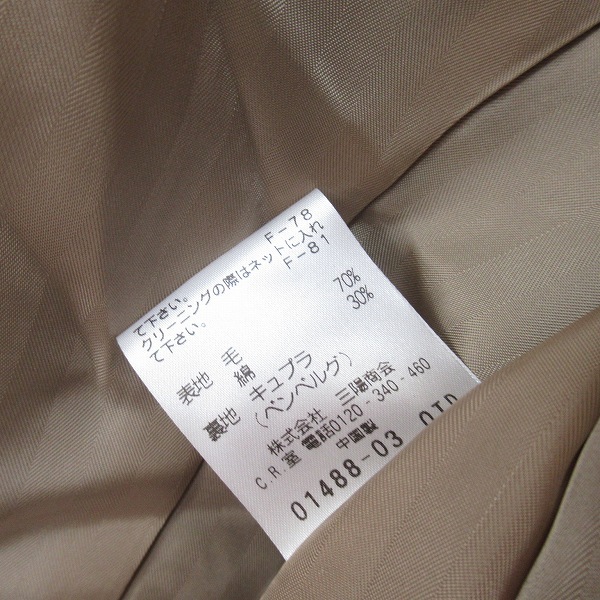 て下さい。 F-78
クリーニングの際はネットに入れ
て下さい。 F-81
表地 毛 70%
綿 30%
裏地 キュプラ
(ベンベルグ)
株式会社 三陽商会
C.R.室 電話0120-340-460
中国製
01488-03